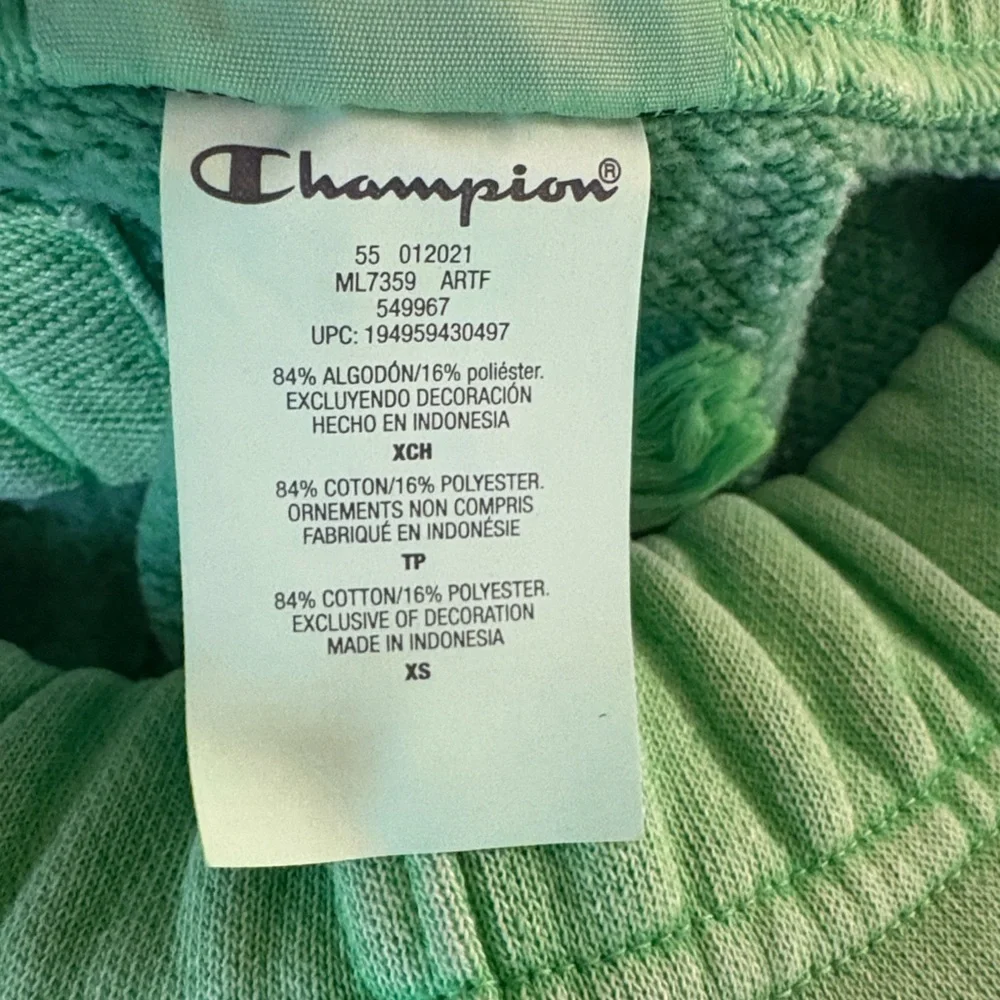 Champion®
55 012021
ML7359 ARTF
549967
UPC: 194959430497
84% ALGODÓN/16% poliéster.
EXCLUYENDO DECORACIÓN
HECHO EN INDONESIA
XCH
84% COTON/16% POLYESTER.
ORNEMENTS NON COMPRIS
FABRIQUÉ EN INDONÉSIE
TP
84% COTTON/16% POLYESTER.
EXCLUSIVE OF DECORATION
MADE IN INDONESIA
XS